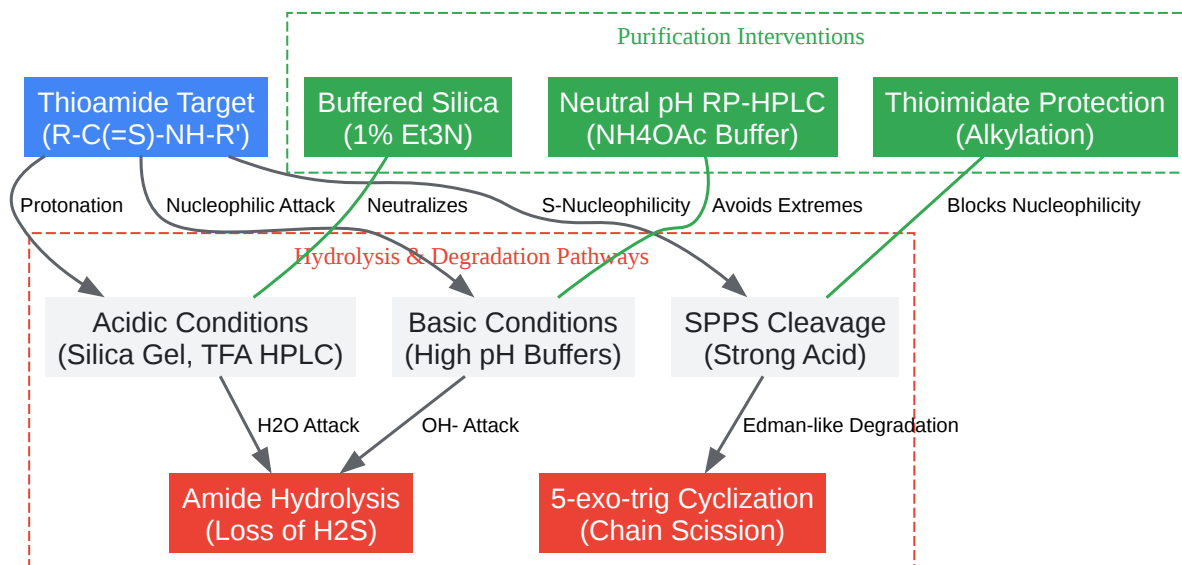 Purification Interventions
Thioamide Target
(R-C(=S)-NH-R')
Buffered Silica
(1% Et3N)
Neutral pH RP-HPLC
(NH4OAc Buffer)
Thioimidate Protection
(Alkylation)
Protonation
Nucleophilic Attack
Neutralizes
S-Nucleophilicity
Avoids Extremes
Blocks Nucleophilicity
Hydrolysis & Degradation Pathways
Acidic Conditions
(Silica Gel, TFA HPLC)
Basic Conditions
(High pH Buffers)
SPPS Cleavage
(Strong Acid)
H2O Attack
OH- Attack
Edman-like Degradation
Amide Hydrolysis
(Loss of H2S)
5-exo-trig Cyclization
(Chain Scission)